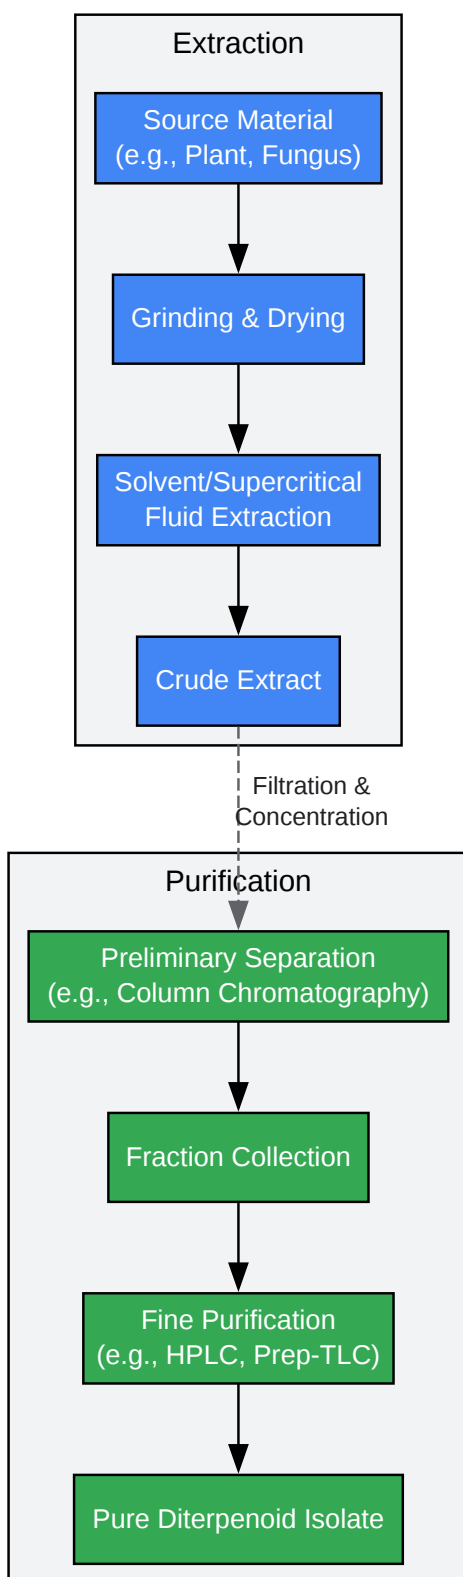 Extraction
Source Material
(e.g., Plant, Fungus)
Grinding & Drying
Solvent/Supercritical
Fluid Extraction
Crude Extract
Filtration &
Concentration
Purification
Preliminary Separation
(e.g., Column Chromatography)
Fraction Collection
Fine Purification
(e.g., HPLC, Prep-TLC)
Pure Diterpenoid Isolate